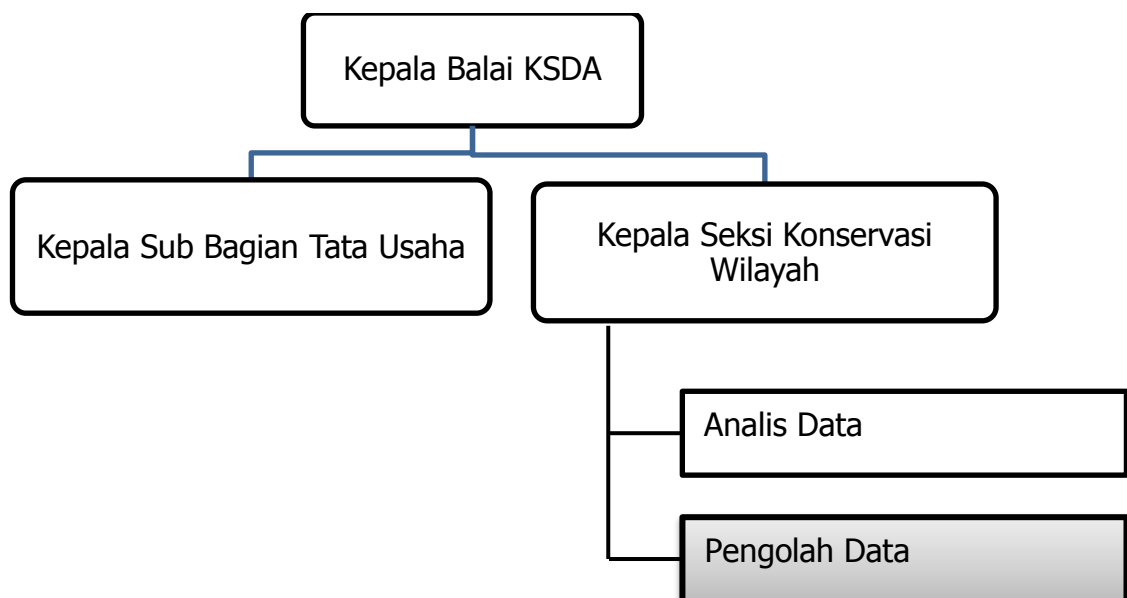 Kepala Balai KSDA
Kepala Sub Bagian Tata Usaha
Kepala Seksi Konservasi
Wilayah
Analis Data
Pengolah Data